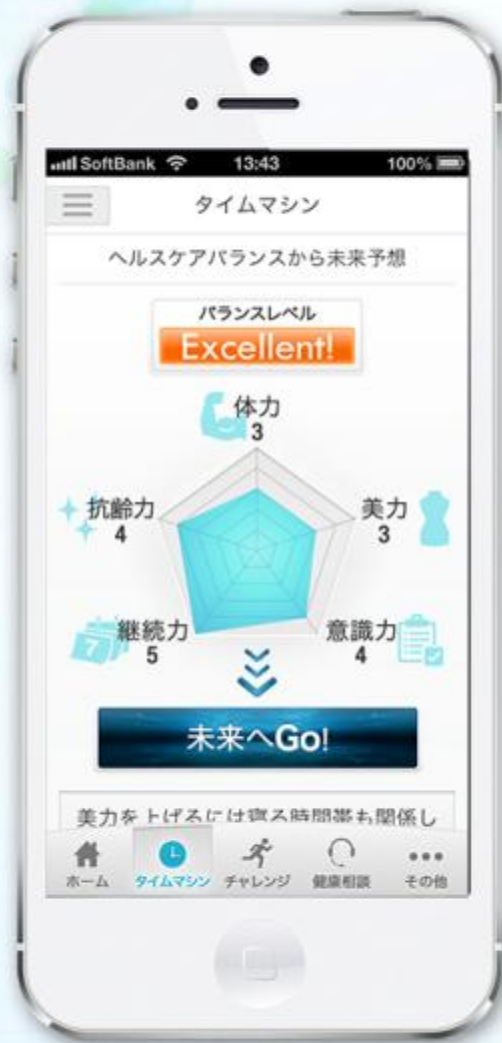 SoftBank 13:43 100%
タイムマシン
ヘルスケアバランスから未来予想
バランスレベル
Excellent!
体力
3
抗齢力
4
美力
3
継続力
5
7
意識力
4
未来へGo!
美力を上げるには寝る時間帯も関係し
ホーム タイムマシン チャレンジ 健康相談 その他